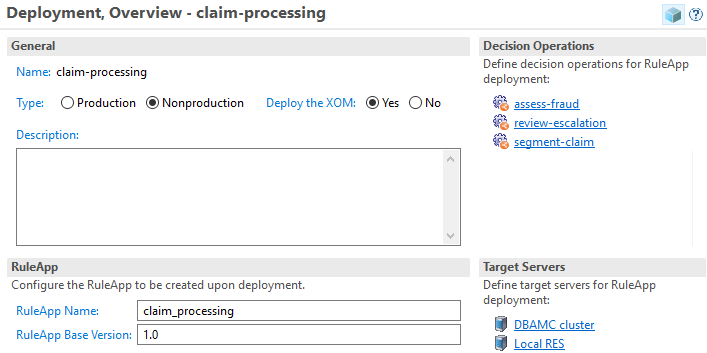 Deployment, Overview - claim-processing
General
Name: claim-processing
Type: Production Nonproduction Deploy the XOM: Yes No
Description:
Decision Operations
Define decision operations for RuleApp
deployment:
assess-fraud
review-escalation
segment-claim
RuleApp
Configure the RuleApp to be created upon deployment.
RuleApp Name: claim_processing
RuleApp Base Version: 1.0
Target Servers
Define target servers for RuleApp
deployment:
DBAMC cluster
Local RES